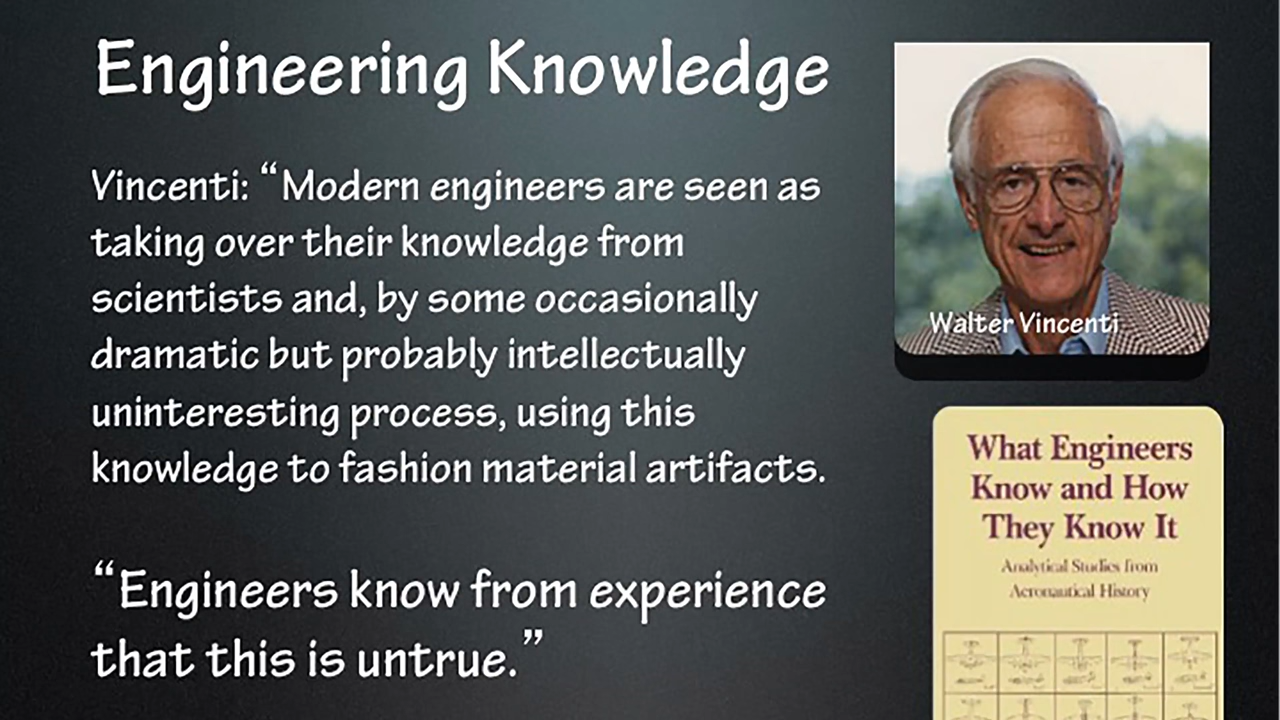 Engineering Knowledge
Vincenti: “Modern engineers are seen as
taking over their knowledge from
scientists and, by some occasionally
dramatic but probably intellectually
uninteresting process, using this
knowledge to fashion material artifacts.
“Engineers know from experience
that this is untrue.”
Walter Vincenti
What Engineers
Know and How
They Know It
Analytical Studies from
Aeronautical History